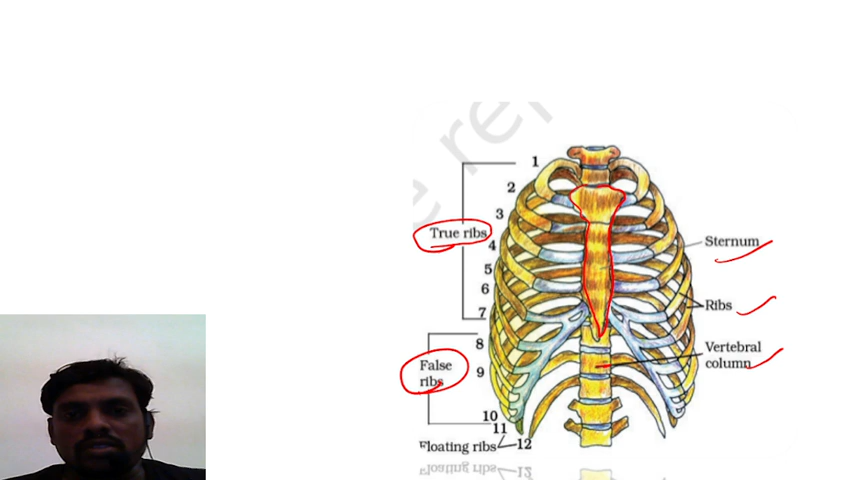 e re
1
2
3
True ribs
4
Sternum
5
6
Ribs
7
8
Vertebral
column
False
ribs
9
10
11
Floating ribs
12